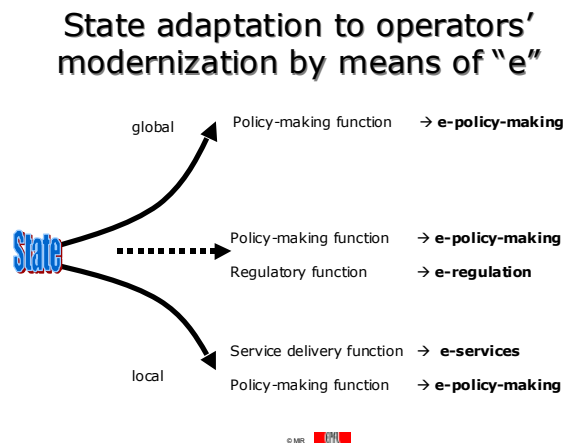 State adaptation to operators’
modernization by means of “e”
global
Policy-making function → e-policy-making
State
Policy-making function → e-policy-making
Regulatory function → e-regulation
Service delivery function → e-services
local
Policy-making function → e-policy-making
© MIR